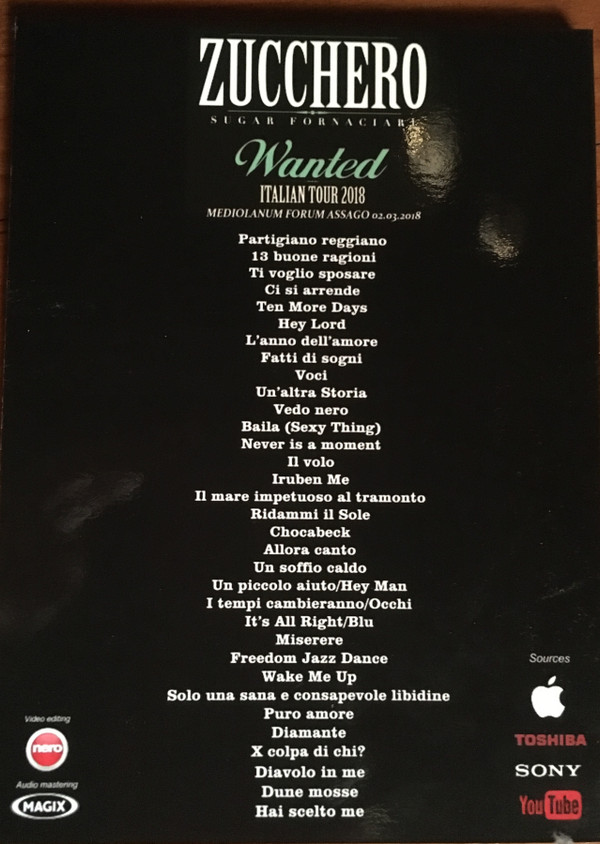 ZUCCHERO
SUGAR FORNACIARI
Wanted
ITALIAN TOUR 2018
MEDIOLANUM FORUM ASSAGO 02.03.2018
Partigiano reggiano
13 buone ragioni
Ti voglio sposare
Ci si arrende
Ten More Days
Hey Lord
L'anno dell'amore
Fatti di sogni
Voci
Un'altra Storia
Vedo nero
Baila (Sexy Thing)
Never is a moment
Il volo
Iruben Me
Il mare impetuoso al tramonto
Ridammi il Sole
Chocabeck
Allora canto
Un soffio caldo
Un piccolo aiuto/Hey Man
I tempi cambieranno/Occhi
It's All Right/Blu
Miserere
Freedom Jazz Dance
Wake Me Up
Solo una sana e consapevole libidine
Puro amore
Diamante
X colpa di chi?
Diavolo in me
Dune mosse
Hai scelto me
Video editing
nero
Audio mastering
MAGIX
Sources
TOSHIBA
SONY
YouTube